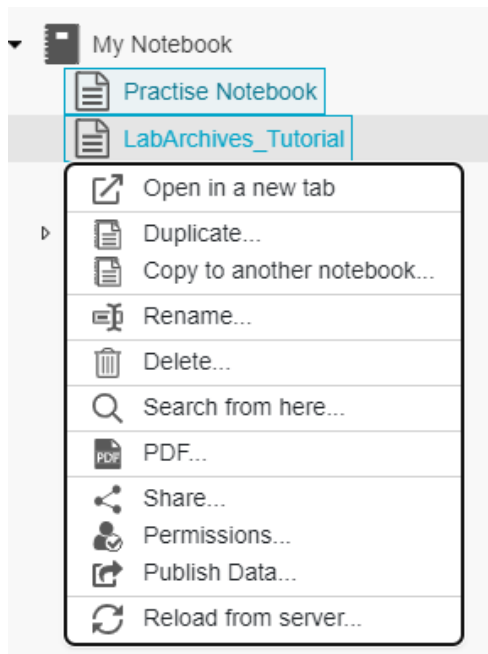 My Notebook
Practise Notebook
LabArchives_Tutorial
Open in a new tab
Duplicate...
Copy to another notebook...
Rename...
Delete...
Search from here...
PDF
PDF...
Share...
Permissions...
Publish Data...
Reload from server...